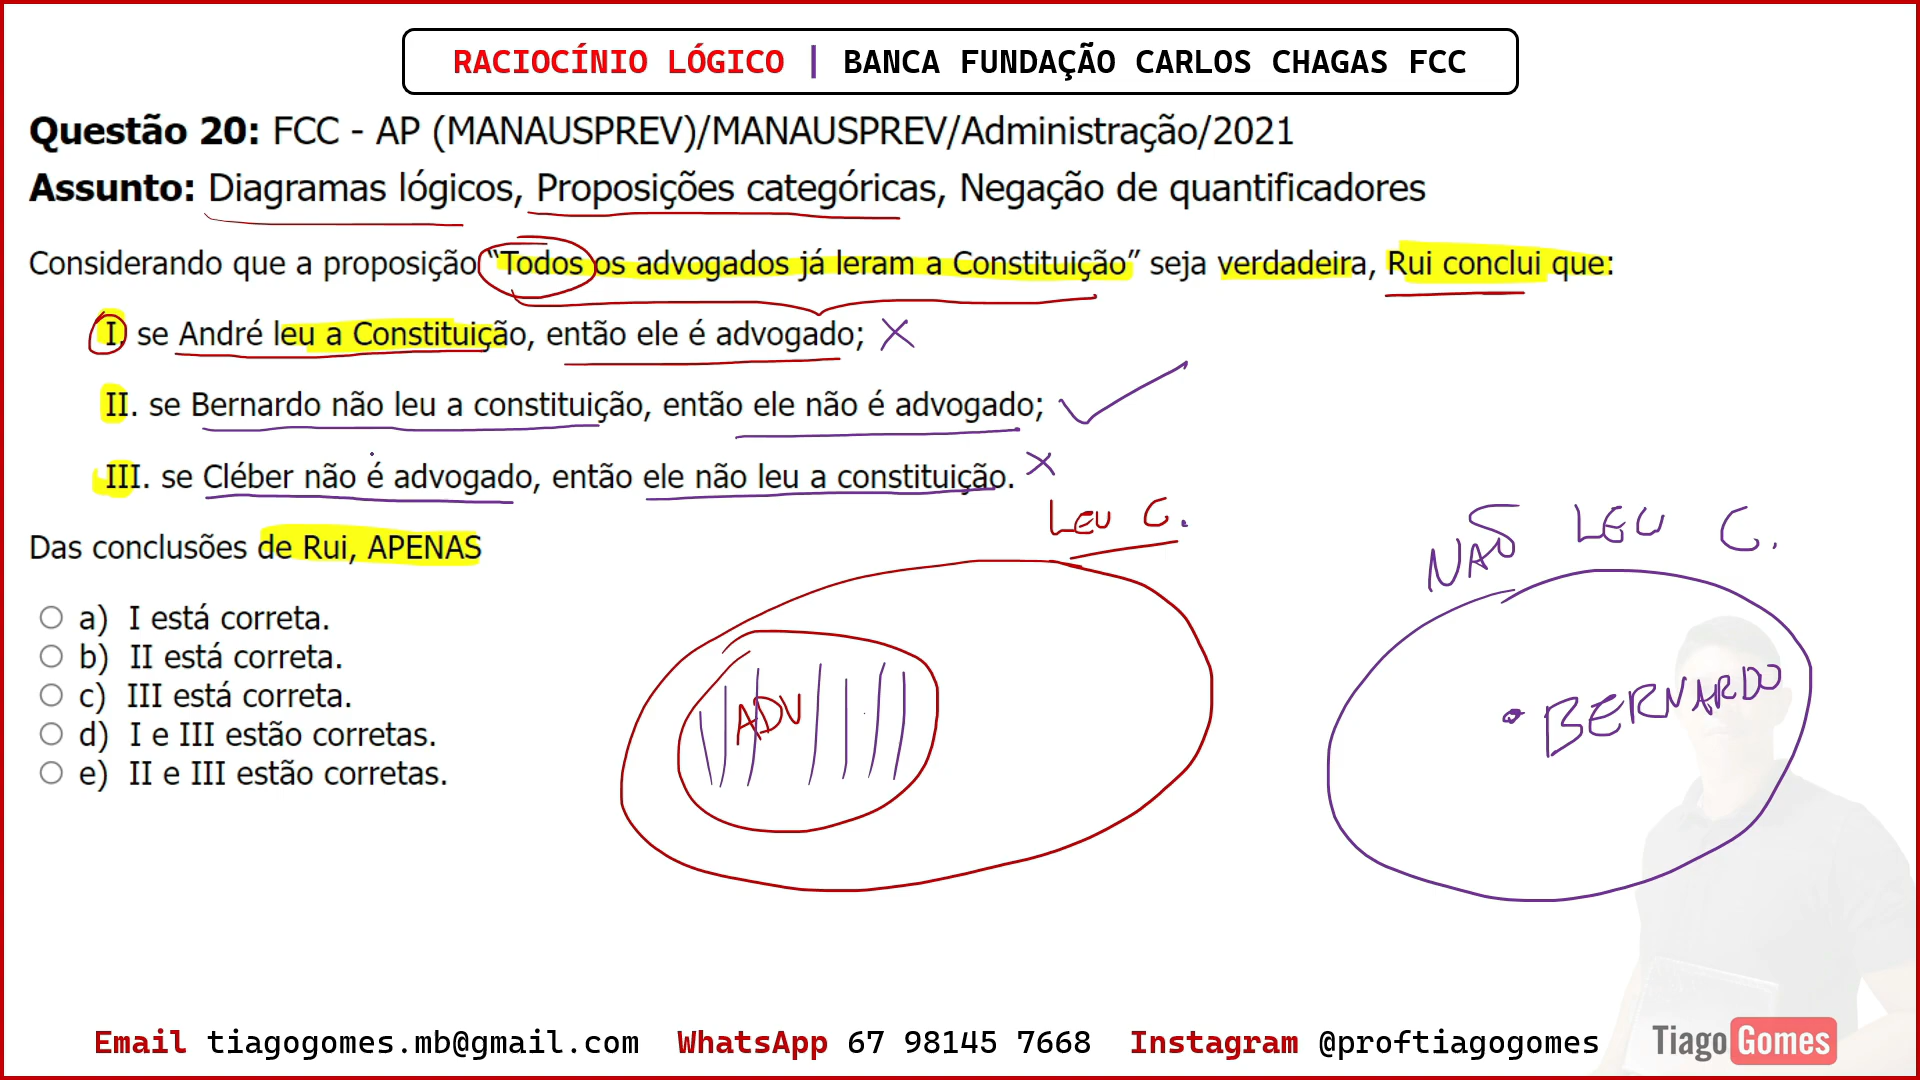 RACIOCÍNIO LÓGICO | BANCA FUNDAÇÃO CARLOS CHAGAS FCC
Questão 20: FCC - AP (MANAUSPREV)/MANAUSPREV/Administração/2021
Assunto: Diagramas lógicos, Proposições categóricas, Negação de quantificadores
Considerando que a proposição “Todos os advogados já leram a Constituição” seja verdadeira, Rui conclui que:
I. se André leu a Constituição, então ele é advogado;
II. se Bernardo não leu a constituição, então ele não é advogado;
III. se Cléber não é advogado, então ele não leu a constituição.
Das conclusões de Rui, APENAS
a) I está correta.
b) II está correta.
c) III está correta.
d) I e III estão corretas.
e) II e III estão corretas.
LEU C.
ADV
NÃO LEU C.
BERNARDO
Email tiagogomes.mb@gmail.com WhatsApp 67 98145 7668 Instagram @proftiagogomes
Tiago Gomes